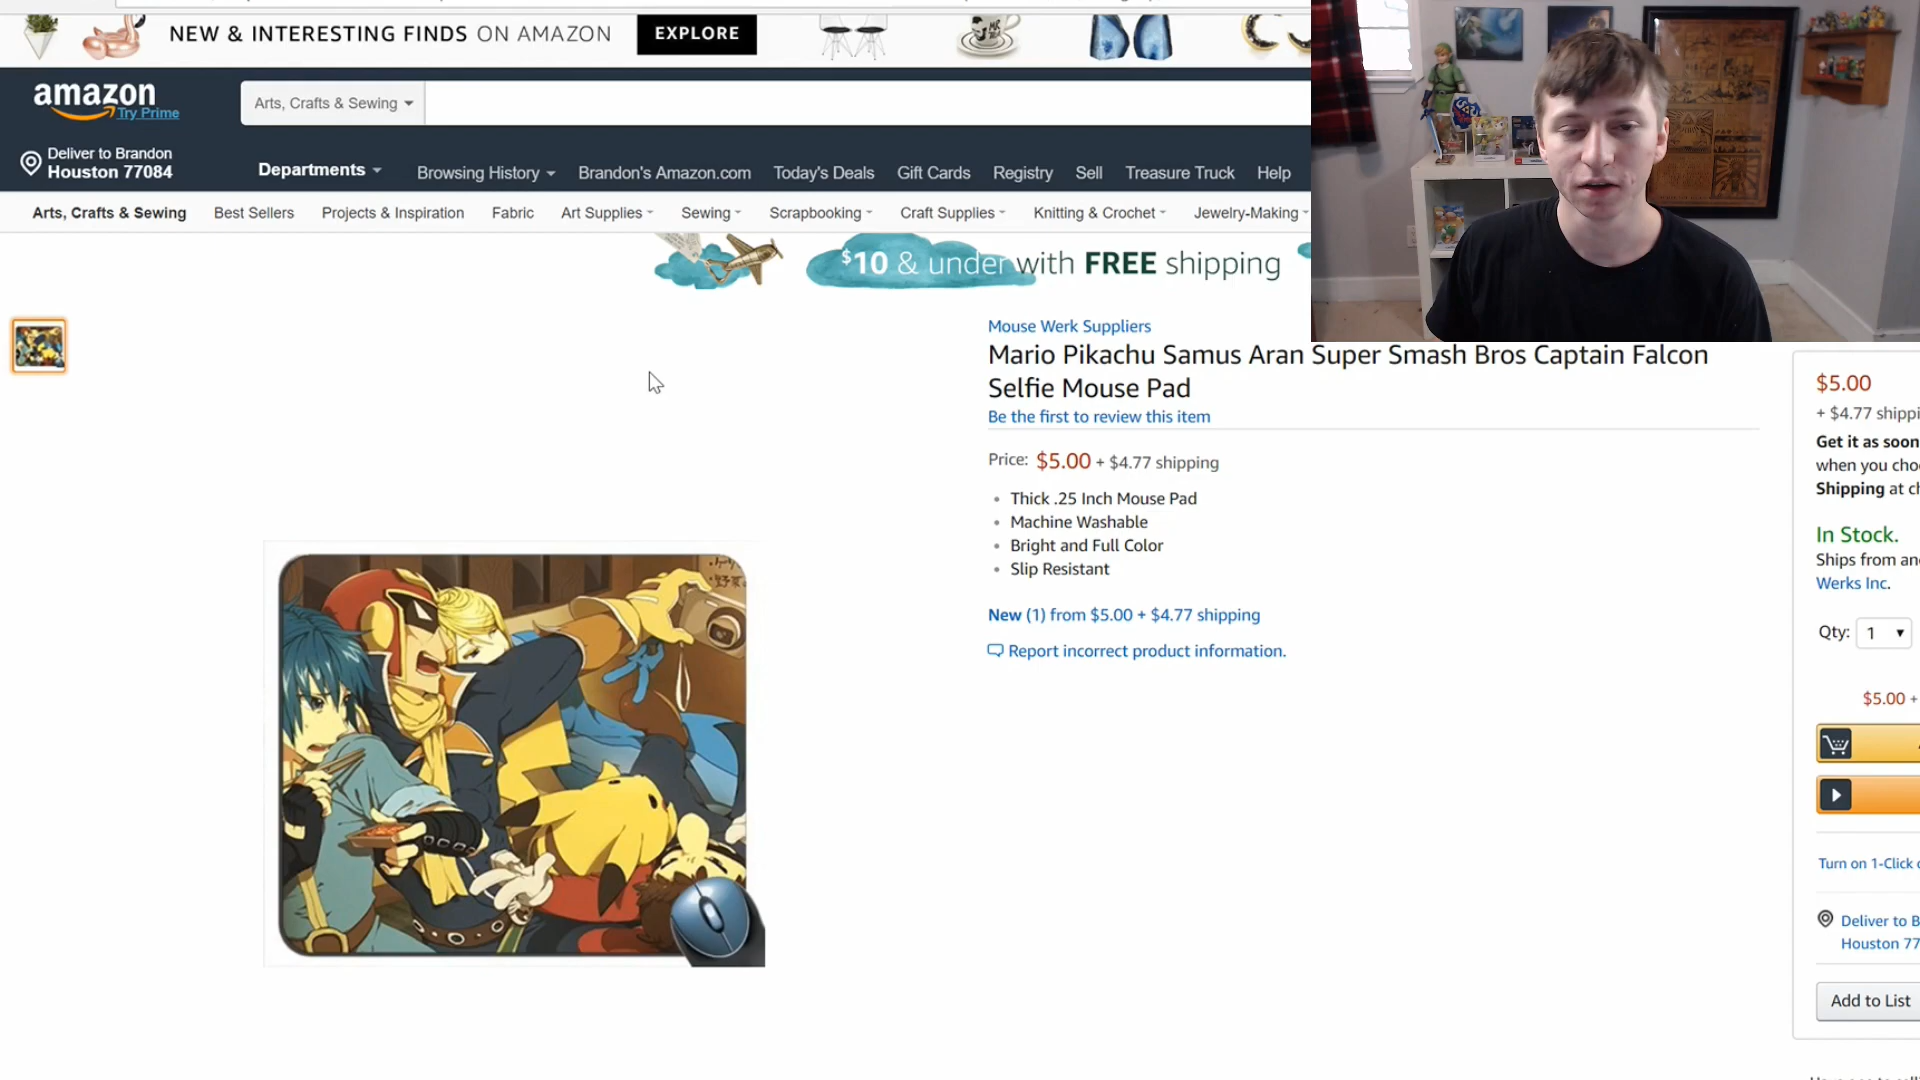 NEW & INTERESTING FINDS ON AMAZON
EXPLORE
amazon
Try Prime
Arts, Crafts & Sewing
Deliver to Brandon
Houston 77084
Departments
Browsing History
Brandon's Amazon.com
Today's Deals
Gift Cards
Registry
Sell
Treasure Truck
Help
Arts, Crafts & Sewing
Best Sellers
Projects & Inspiration
Fabric
Art Supplies
Sewing
Scrapbooking
Craft Supplies
Knitting & Crochet
Jewelry-Making
$10 & under with FREE shipping
Mouse Werk Suppliers
Mario Pikachu Samus Aran Super Smash Bros Captain Falcon
Selfie Mouse Pad
Be the first to review this item
Price: $5.00 + $4.77 shipping
Thick .25 Inch Mouse Pad
Machine Washable
Bright and Full Color
Slip Resistant
New (1) from $5.00 + $4.77 shipping
Report incorrect product information.
$5.00
+ $4.77 shippi
Get it as soon
when you cho
Shipping at c
In Stock.
Ships from an
Werks Inc.
Qty: 1
$5.00 +
Turn on 1-Click
Deliver to B
Houston 77
Add to List